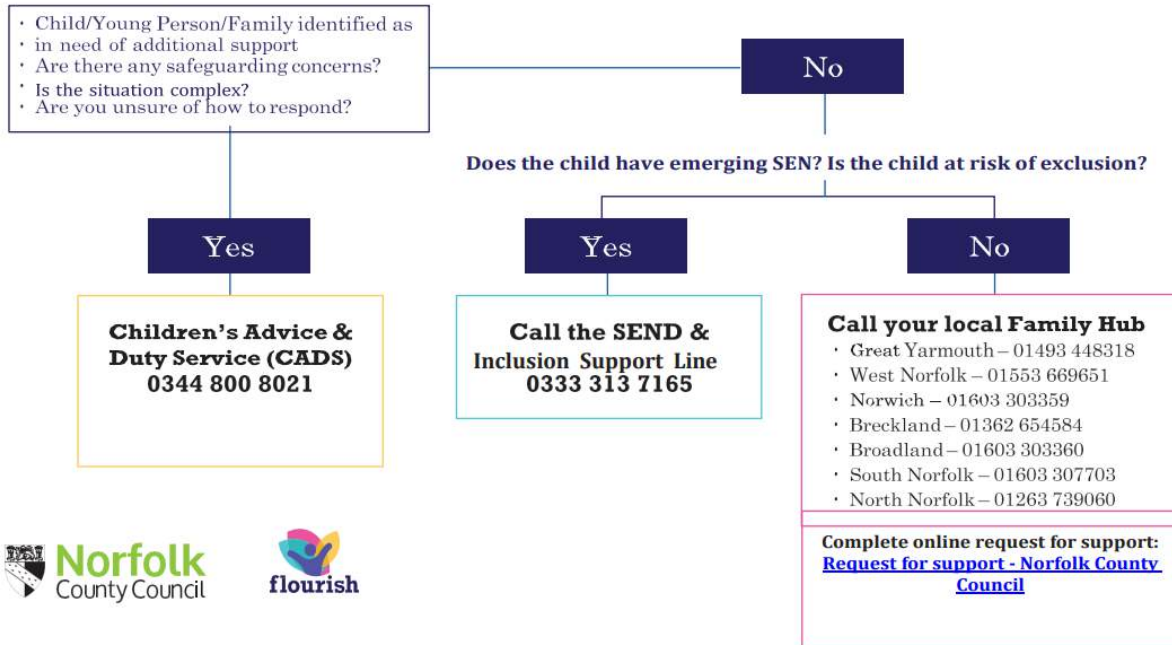 · Child/Young Person/Family identified as
· in need of additional support
· Are there any safeguarding concerns?
· Is the situation complex?
· Are you unsure of how to respond?
No
Does the child have emerging SEN? Is the child at risk of exclusion?
Yes
Yes
No
Children’s Advice &
Duty Service (CADS)
0344 800 8021
Call the SEND &
Inclusion Support Line
0333 313 7165
Call your local Family Hub
· Great Yarmouth – 01493 448318
· West Norfolk – 01553 669651
· Norwich – 01603 303359
· Breckland – 01362 654584
· Broadland – 01603 303360
· South Norfolk – 01603 307703
· North Norfolk – 01263 739060
Complete online request for support:
Request for support - Norfolk County
Council
Norfolk
County Council
flourish